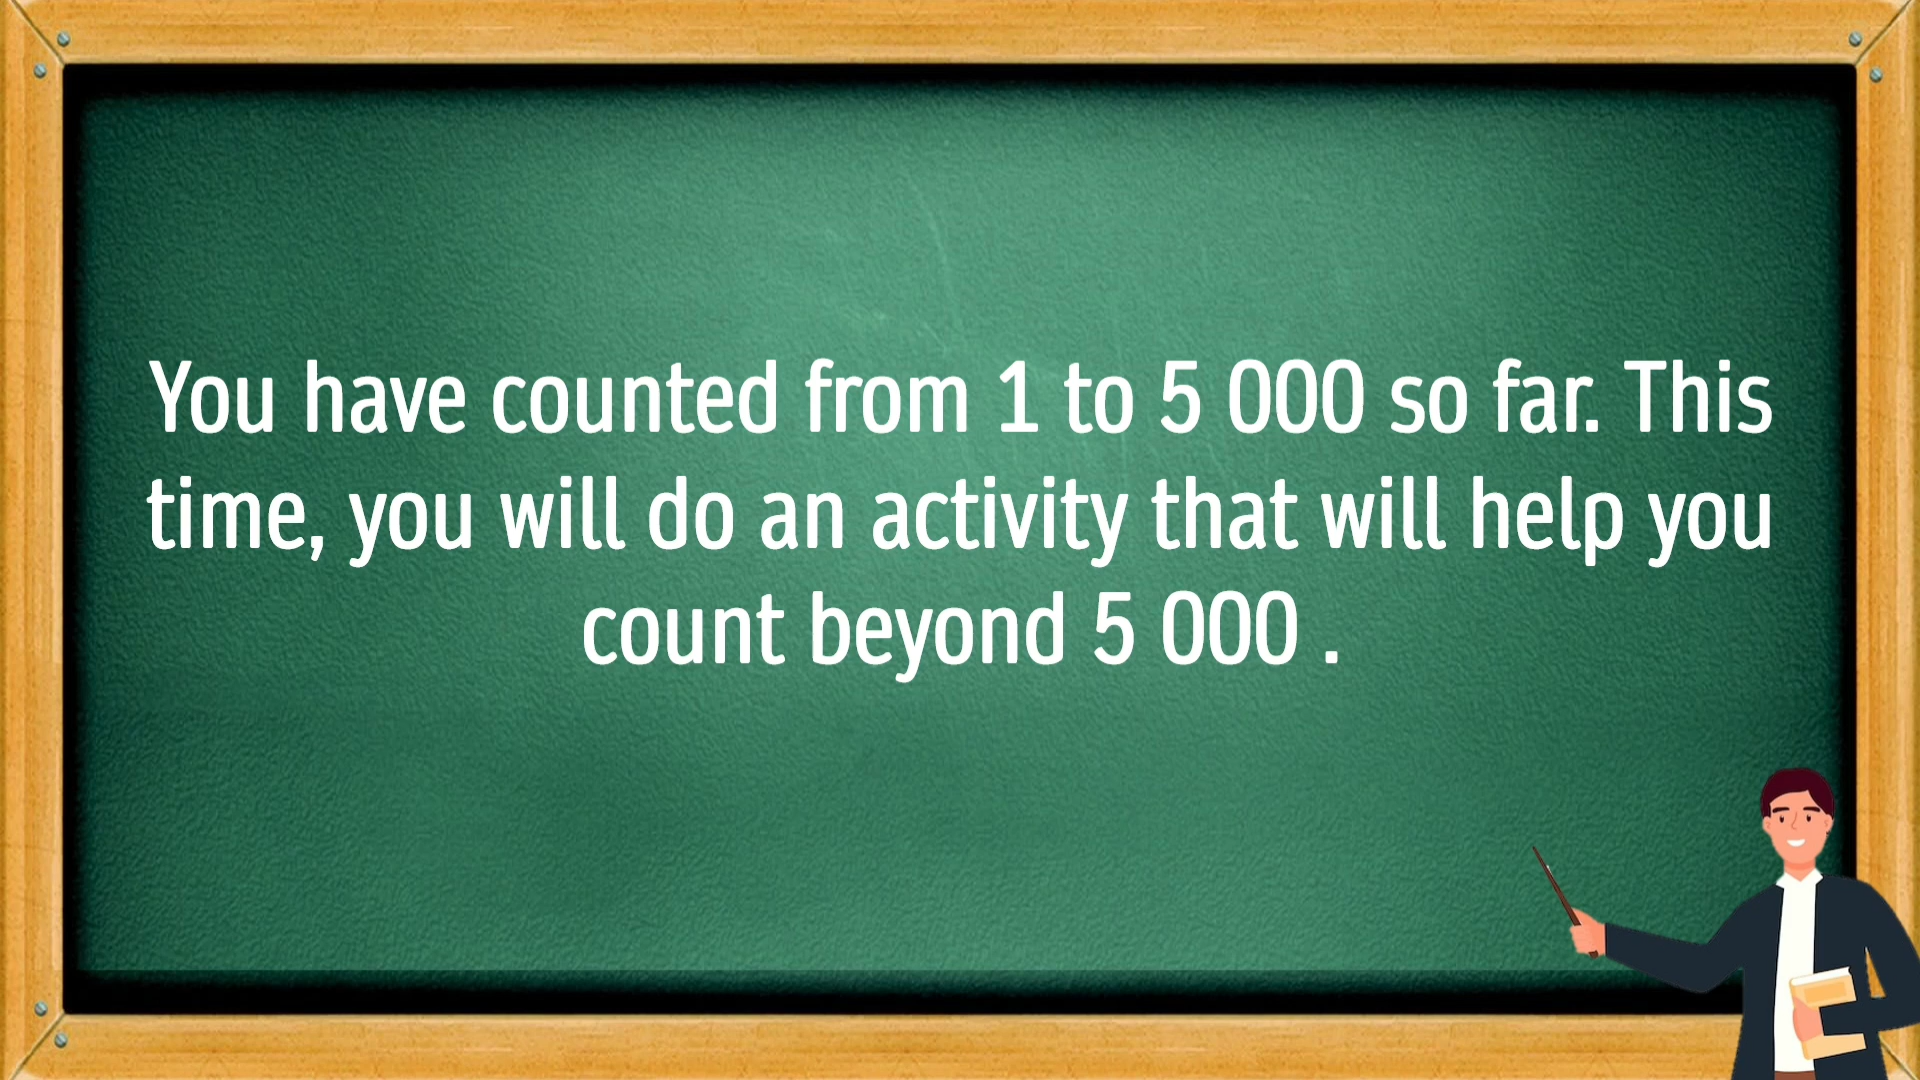 You have counted from 1 to 5 000 so far. This
time, you will do an activity that will help you
count beyond 5 000 .